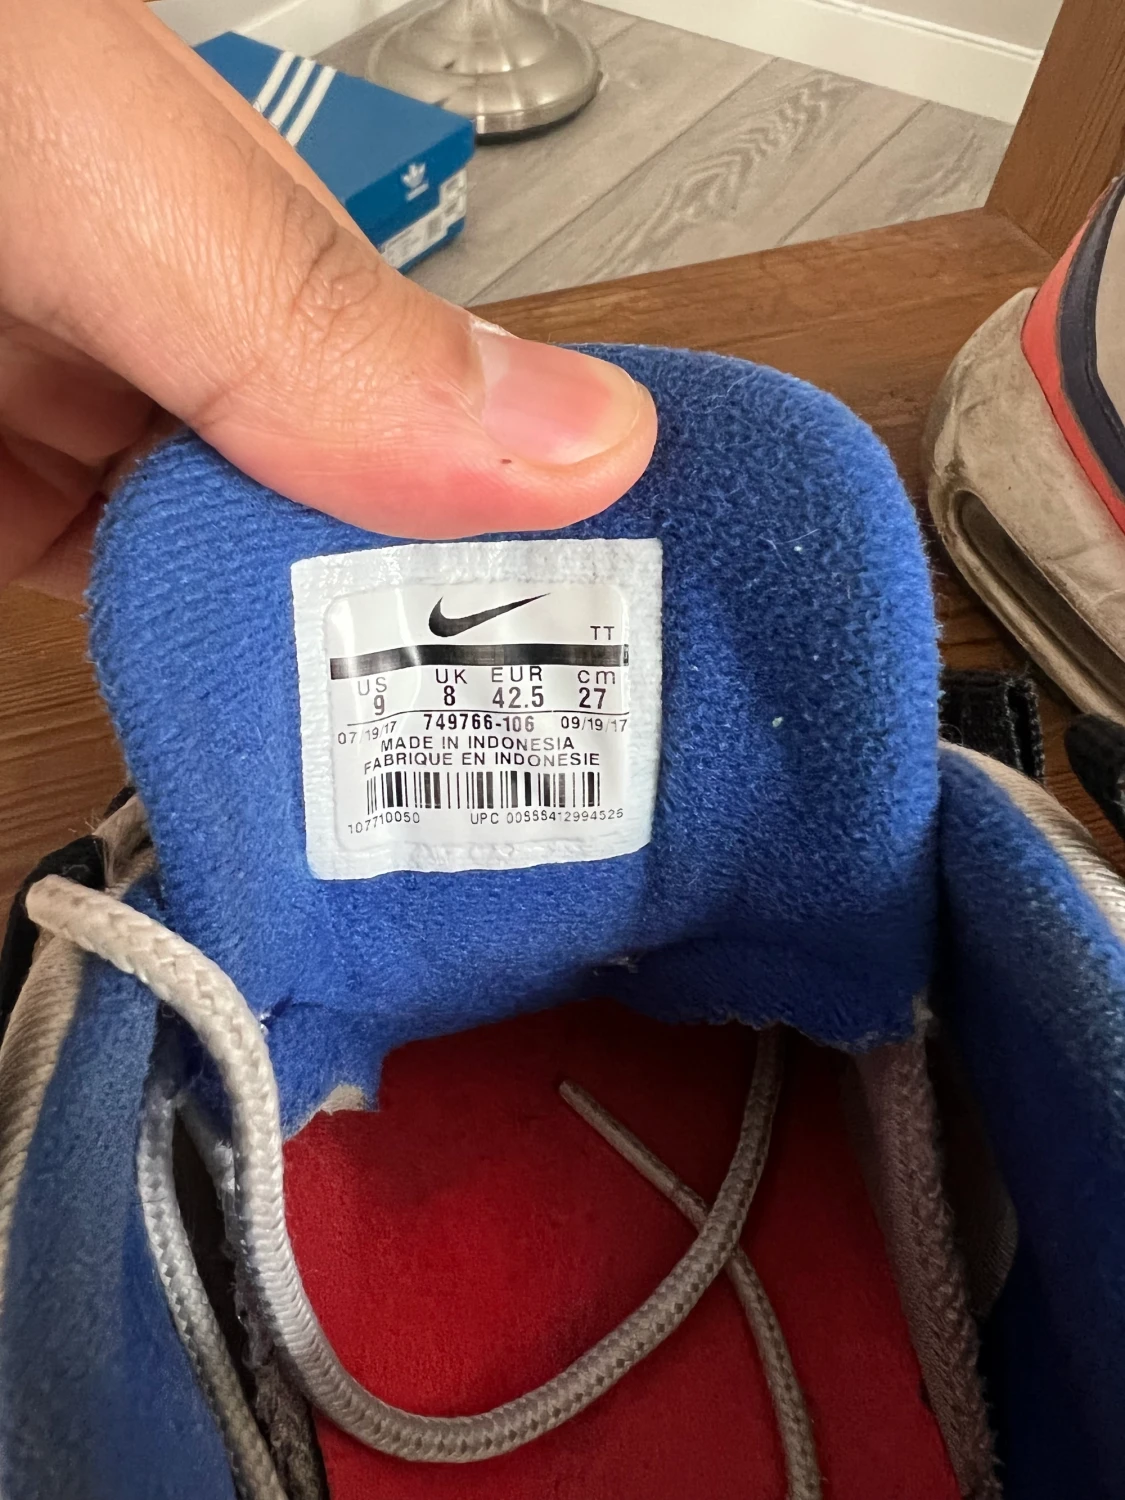 TT
US UK EUR cm
9 8 42.5 27
07/19/17 749766-106 09/19/17
MADE IN INDONESIA
FABRIQUE EN INDONESIE
107710050 UPC 00SSS412994525